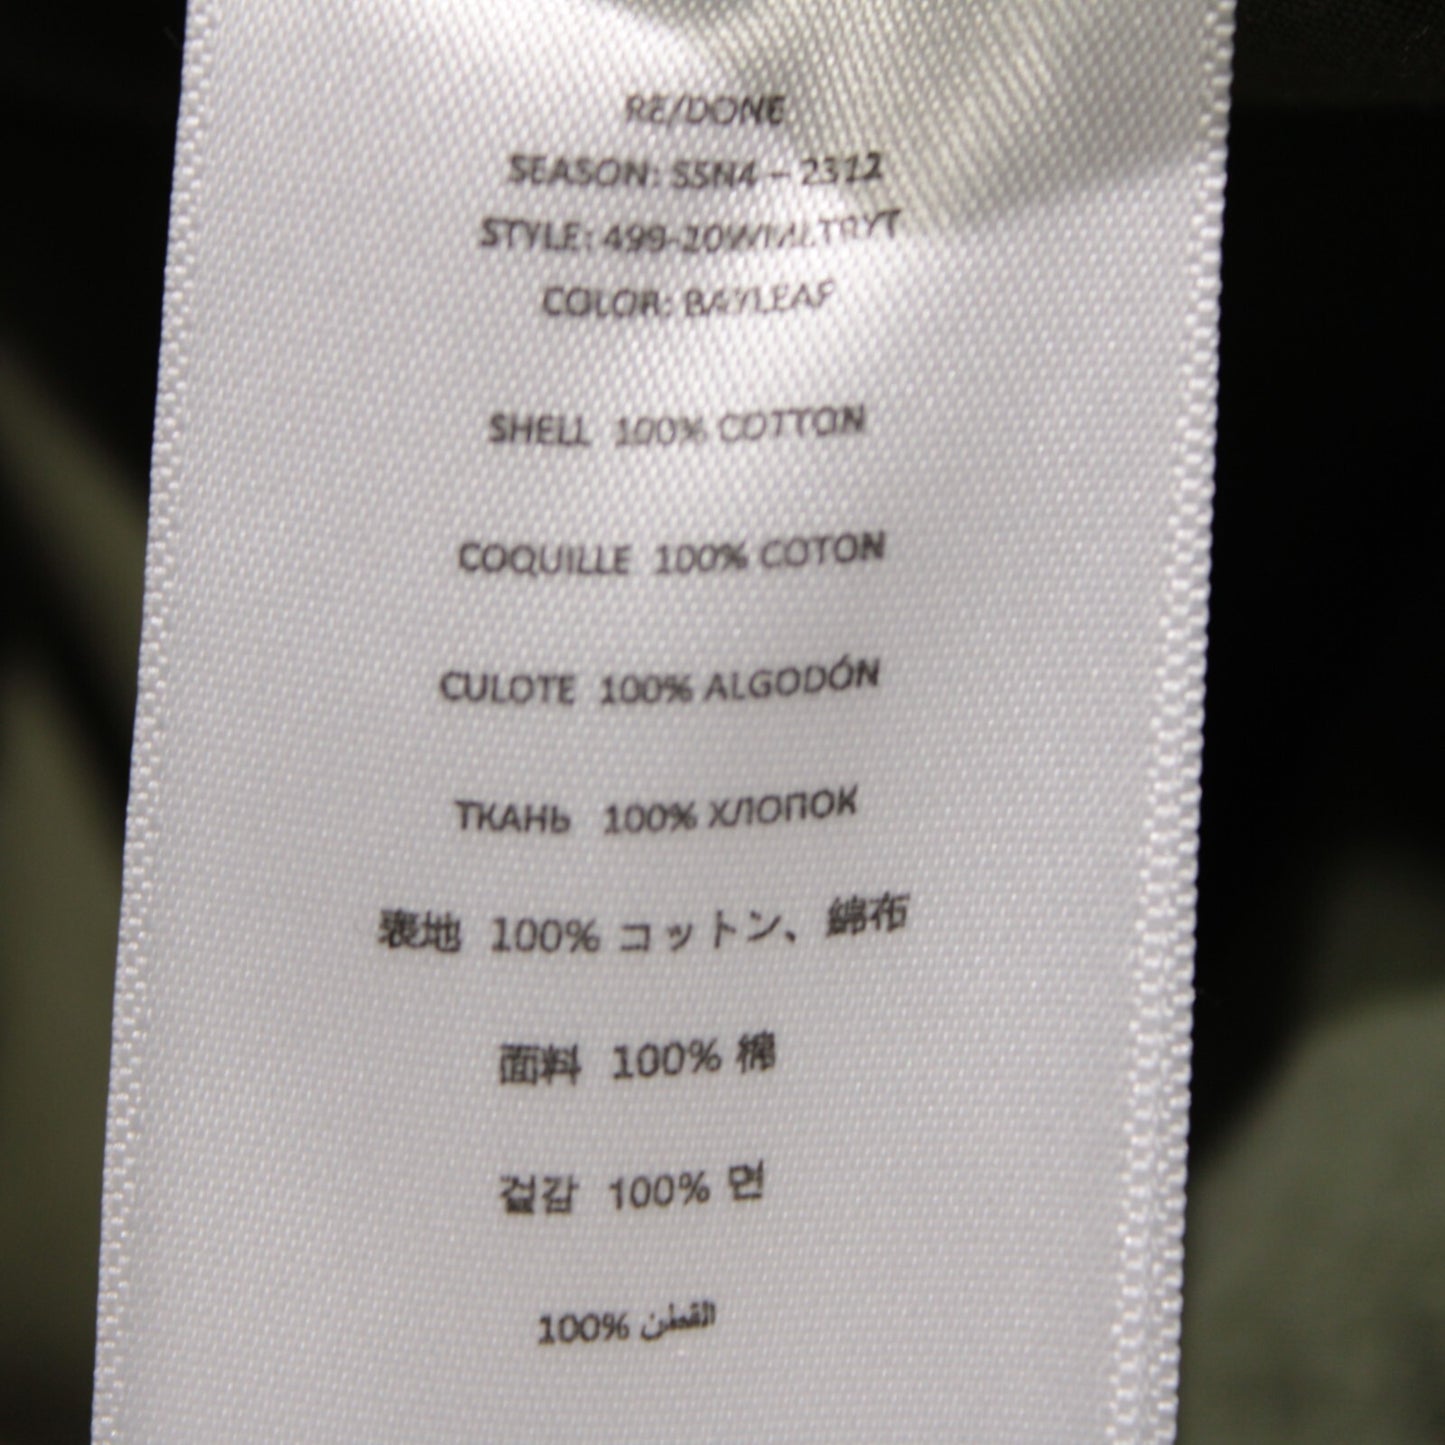 RE/DONE
SEASON: SSN4 – 2312
STYLE: 499-10WMLTRYT
COLOR: BAYLEAF
SHELL 100% COTTON
COQUILLE 100% COTON
CULOTE 100% ALGODÓN
ТКАНЬ 100% ХЛОПОК
表地 100% コットン、綿布
面料 100% 棉
겉감 100% 면
100% القطن